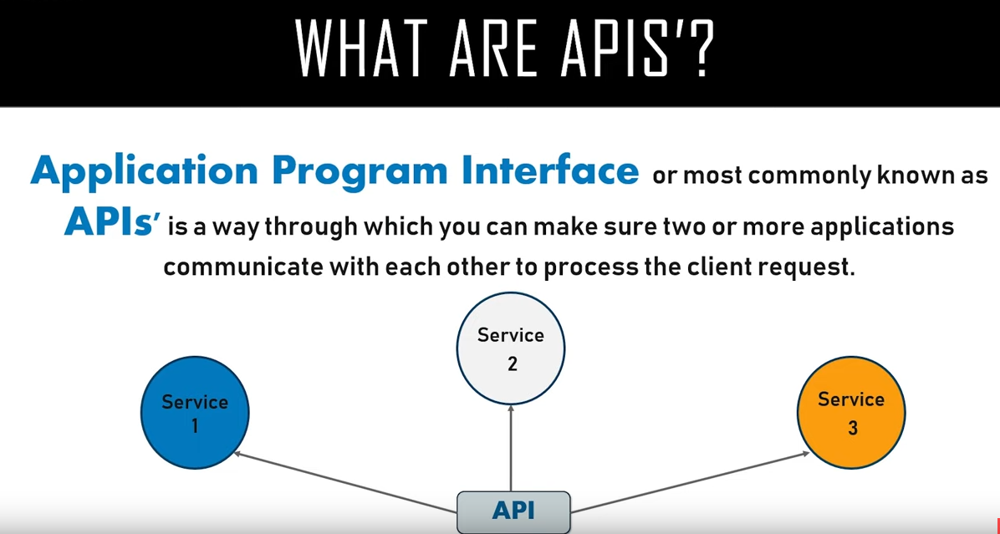 WHAT ARE APIS’?
Application Program Interface or most commonly known as
APIs’ is a way through which you can make sure two or more applications
communicate with each other to process the client request.
Service
2
Service
1
Service
3
API